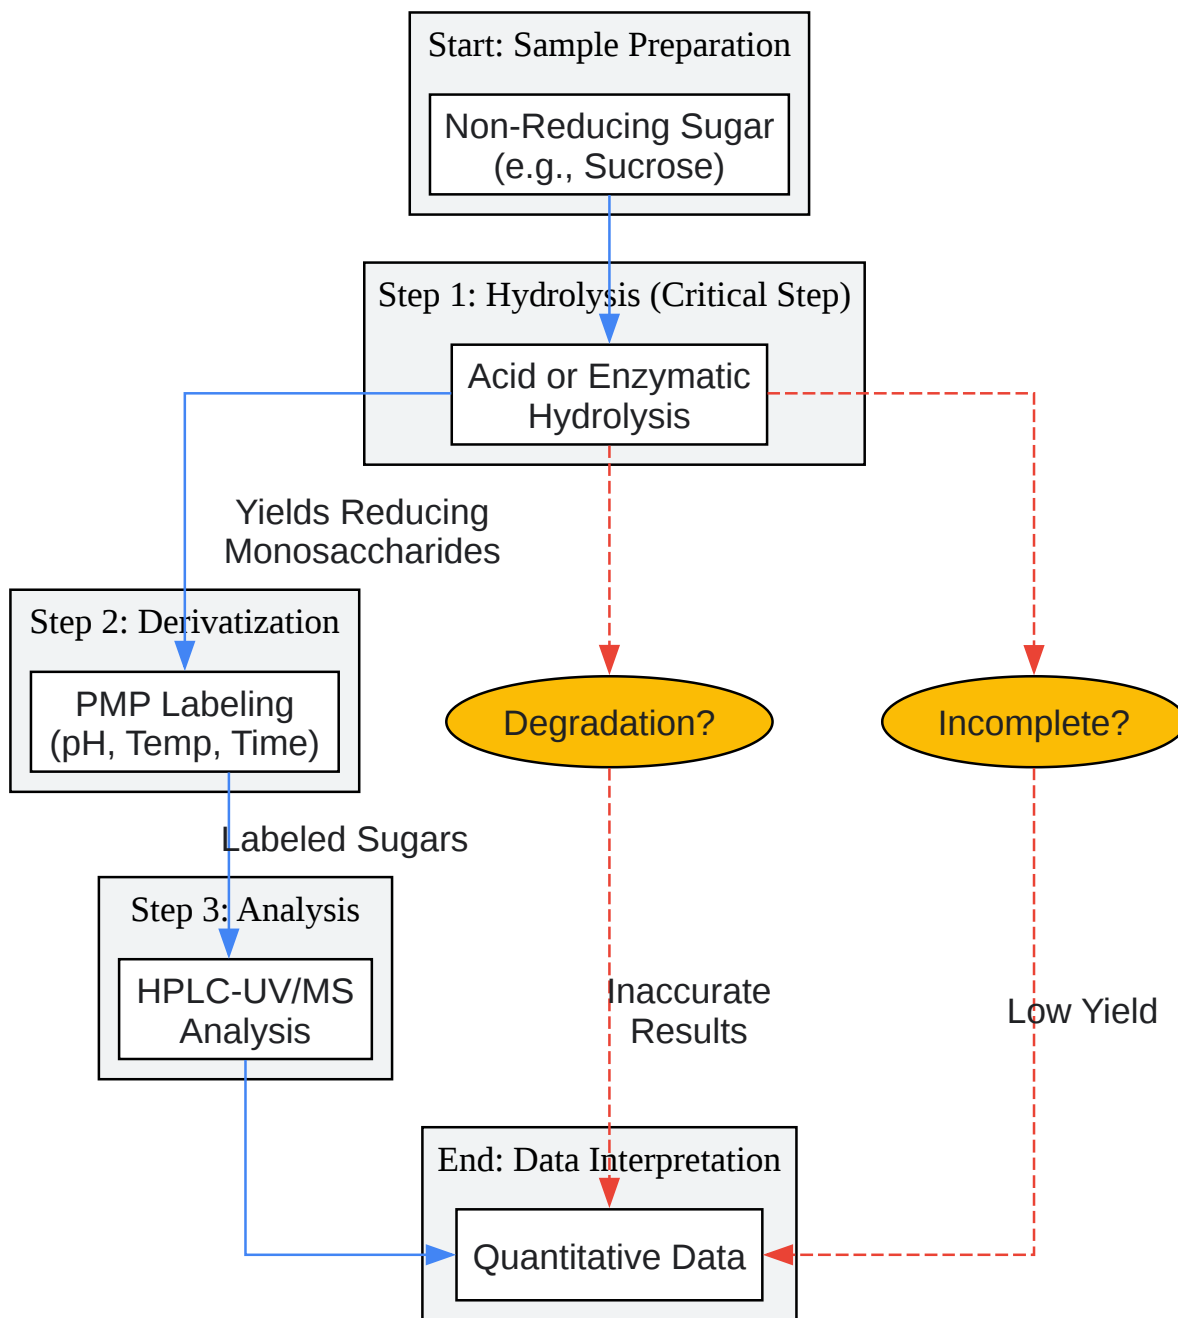 Start: Sample Preparation
Non-Reducing Sugar
(e.g., Sucrose)
Step 1: Hydrolysis (Critical Step)
Acid or Enzymatic
Hydrolysis
Yields Reducing
Monosaccharides
Step 2: Derivatization
PMP Labeling
(pH, Temp, Time)
Degradation?
Incomplete?
Labeled Sugars
Step 3: Analysis
HPLC-UV/MS
Analysis
Inaccurate
Results
Low Yield
End: Data Interpretation
Quantitative Data